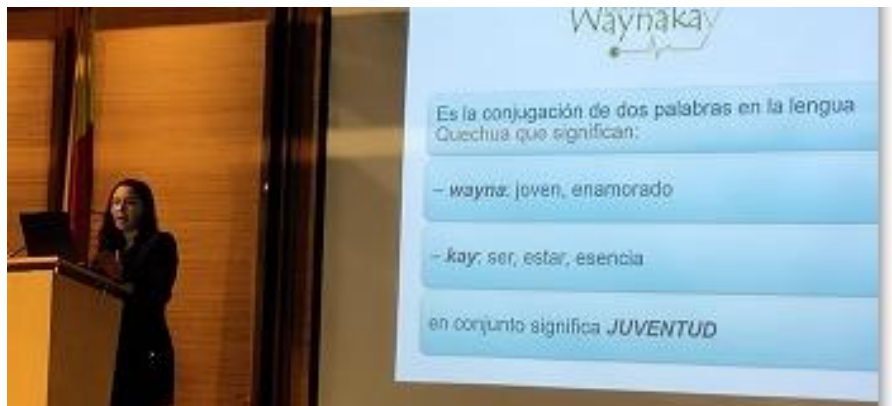 Waynakay
Es la conjugación de dos palabras en la lengua
Quechua que significan:
– wayna: joven, enamorado
– kay: ser, estar, esencia
en conjunto significa JUVENTUD